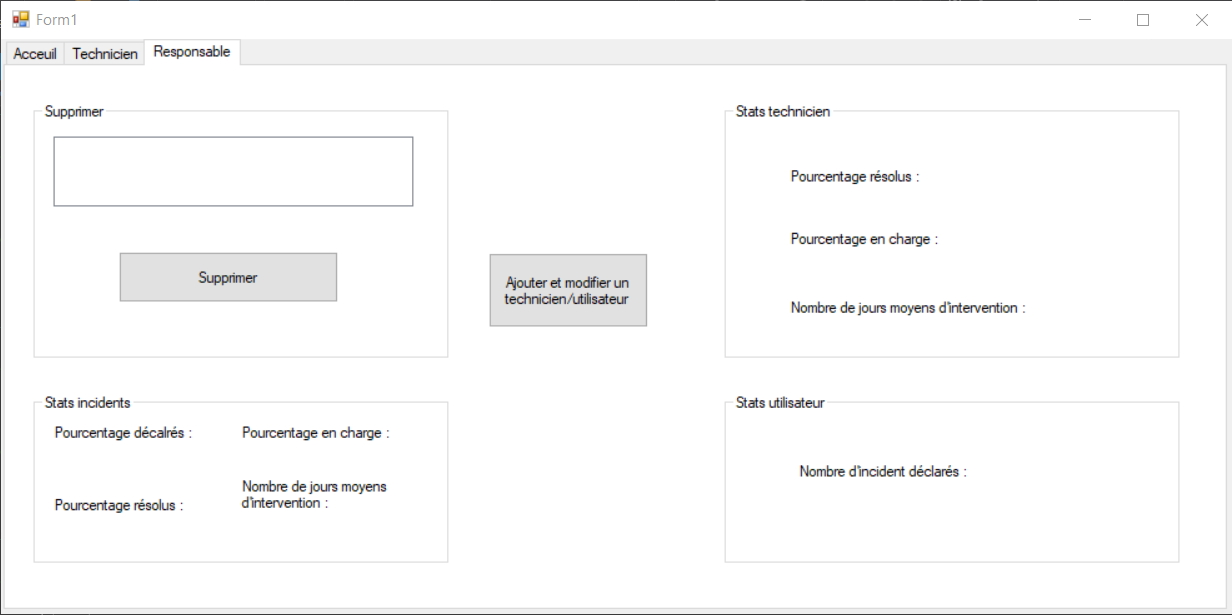 Form1
Acceuil
Technicien
Responsable
Supprimer
Supprimer
Ajouter et modifier un
technicien/utilisateur
Stats technicien
Pourcentage résolus :
Pourcentage en charge :
Nombre de jours moyens d'intervention :
Stats incidents
Pourcentage décalrés :
Pourcentage en charge :
Pourcentage résolus :
Nombre de jours moyens
d'intervention :
Stats utilisateur
Nombre d'incident déclarés :